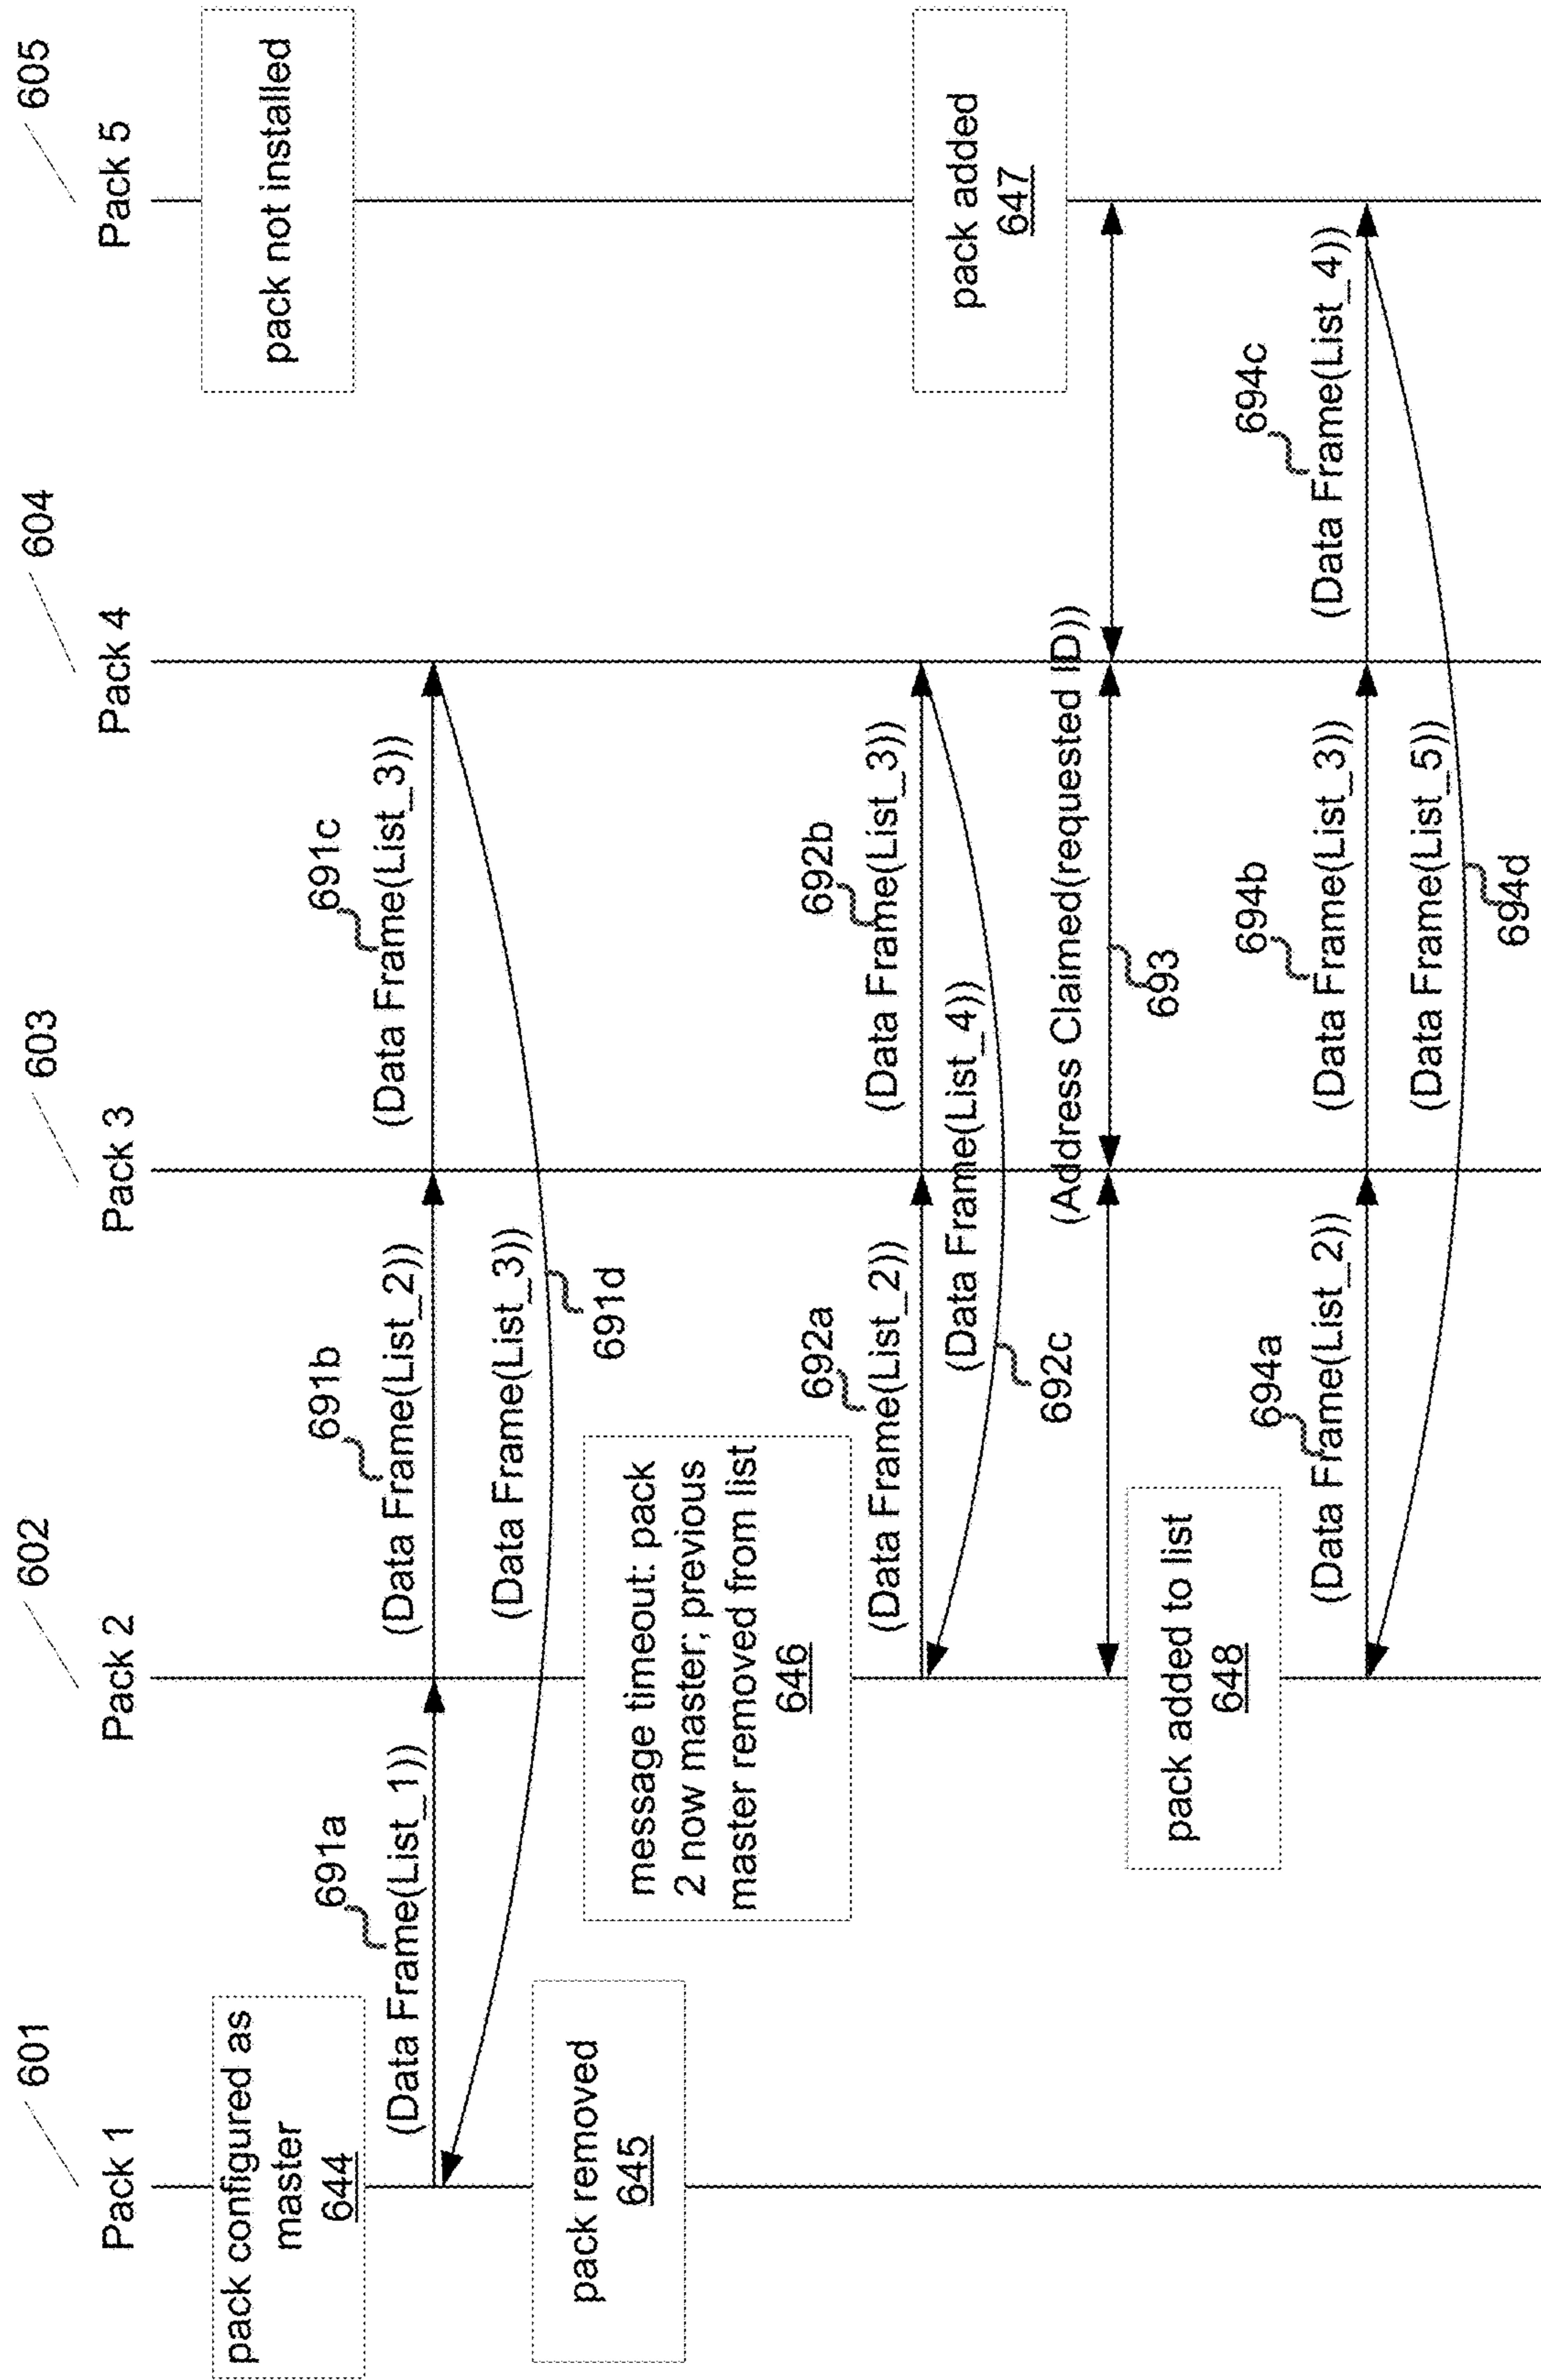 601
602
603
604
605
Pack 1
Pack 2
Pack 3
Pack 4
Pack 5
pack configured as
master
644
pack not installed
691a
691b
691c
(Data Frame(List_1))
(Data Frame(List_2))
(Data Frame(List_3))
(Data Frame(List_3))
691d
pack removed
645
message timeout: pack
2 now master; previous
master removed from list
646
692a
692b
(Data Frame(List_2))
(Data Frame(List_3))
(Data Frame(List_4))
692c
pack added
647
(Address Claimed(requested ID))
693
pack added to list
648
694a
694b
694c
(Data Frame(List_2))
(Data Frame(List_3))
(Data Frame(List_4))
(Data Frame(List_5))
694d